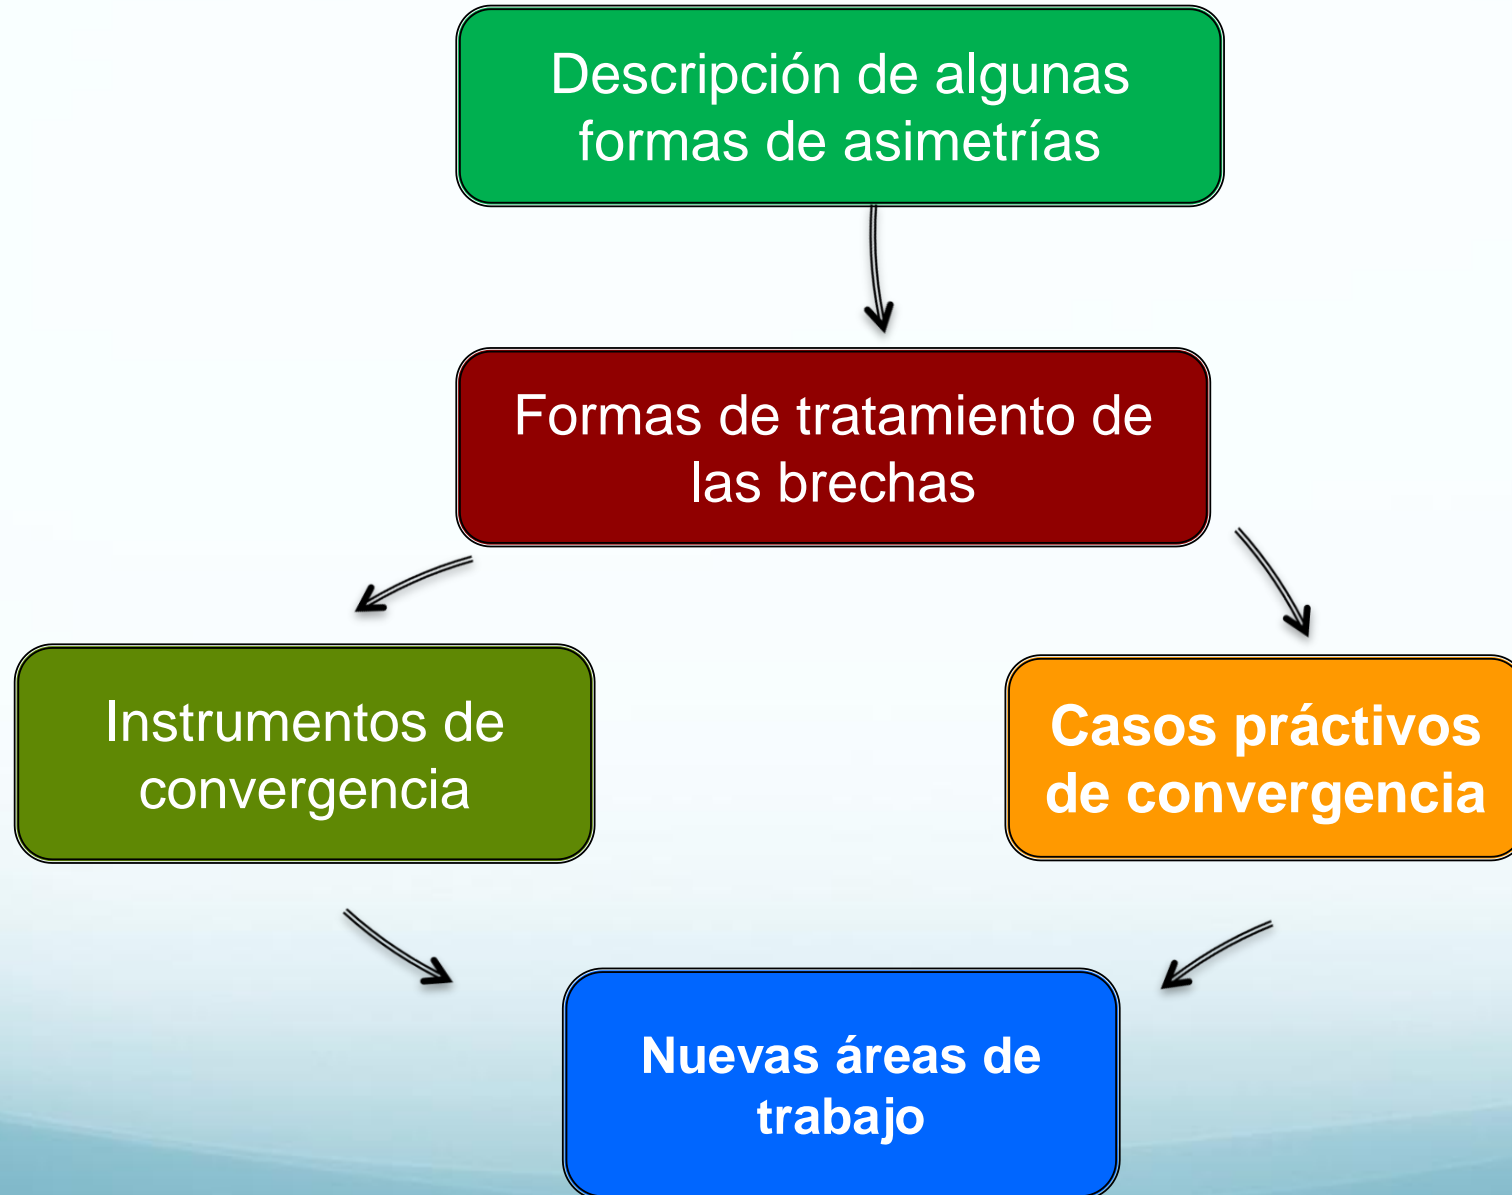 Descripción de algunas
formas de asimetrías
Formas de tratamiento de
las brechas
Instrumentos de
convergencia
Casos práctivos
de convergencia
Nuevas áreas de
trabajo